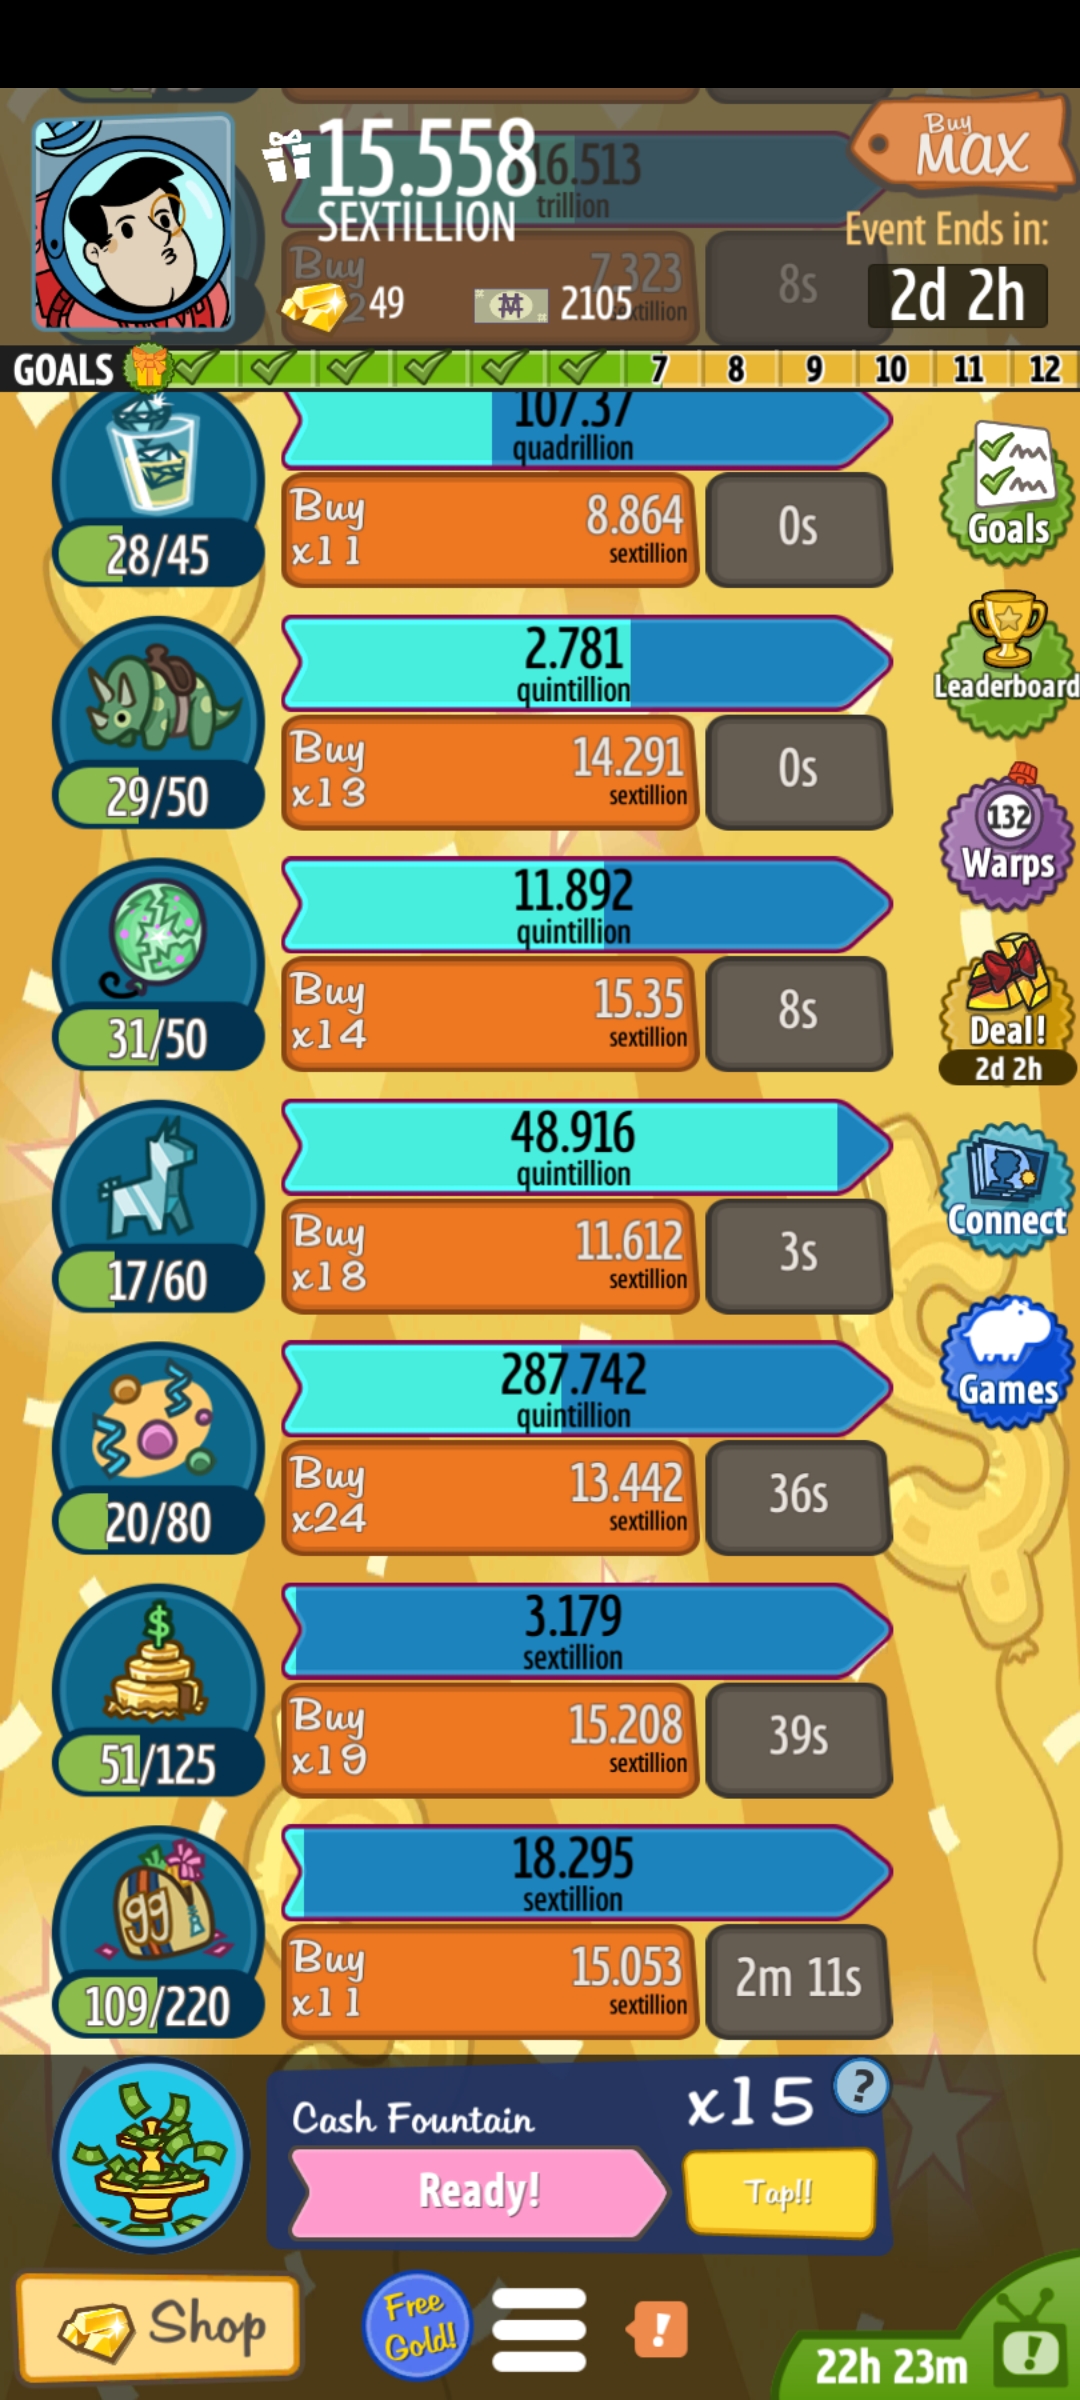 15.558
SEXTILLION
16.513
trillion
Buy
MAX
Event Ends in:
2d 2h
Buy
7.323
8s
49
2105
GOALS
7
8
9
10
11
12
107.37
quadrillion
Buy
x11
8.864
sextillion
0s
28/45
Goals
2.781
quintillion
Buy
x13
14.291
sextillion
0s
29/50
Leaderboard
11.892
quintillion
Buy
x14
15.35
sextillion
8s
31/50
132
Warps
Deal!
2d 2h
48.916
quintillion
Buy
x18
11.612
sextillion
3s
17/60
Connect
287.742
quintillion
Buy
x24
13.442
sextillion
36s
20/80
Games
$
3.179
sextillion
Buy
x19
15.208
sextillion
39s
51/125
gg
18.295
sextillion
Buy
x11
15.053
sextillion
2m 11s
109/220
Cash Fountain
x15
?
Ready!
Tap!!
Shop
Free
Gold!
!
22h 23m
!